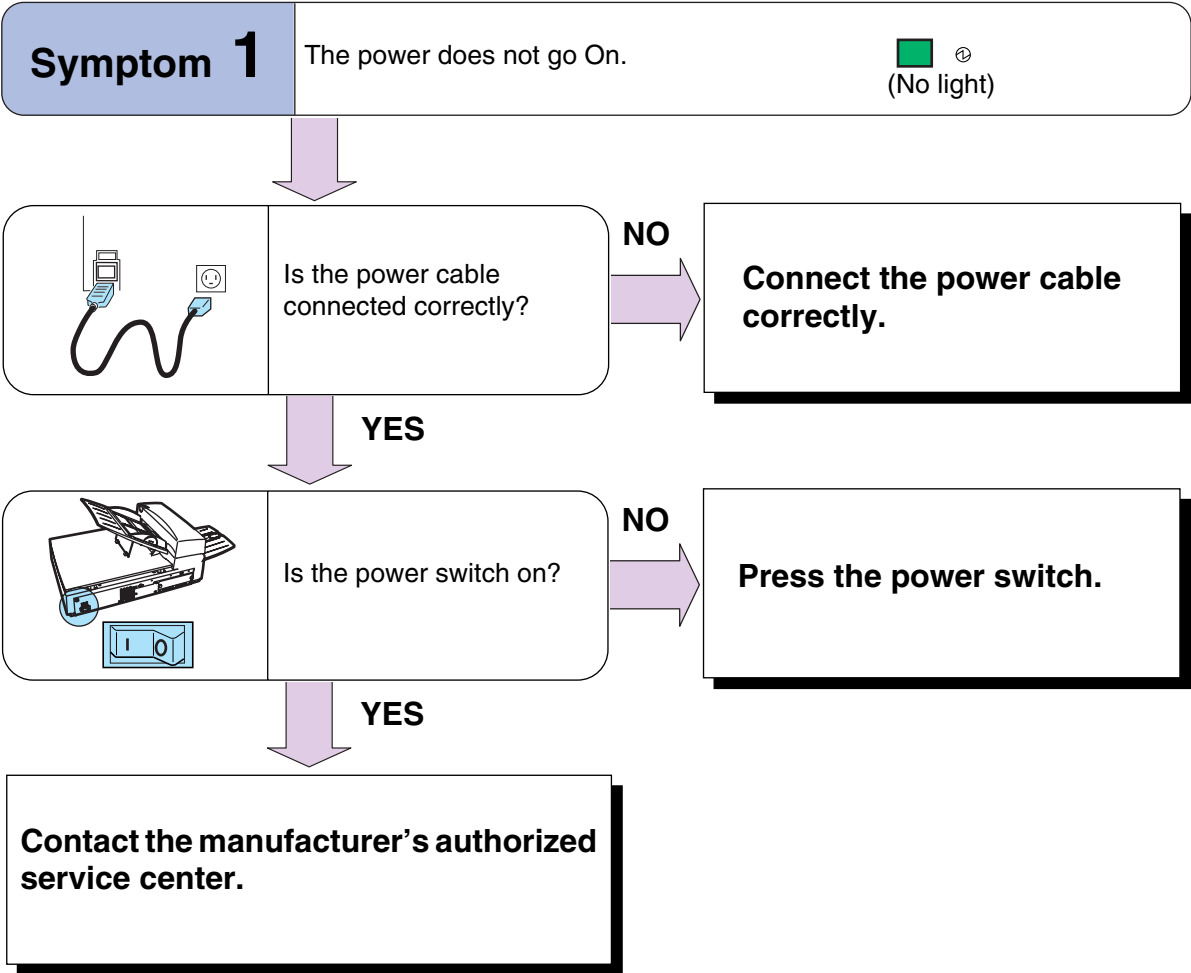 Symptom 1
The power does not go On.
(No light)
Is the power cable
connected correctly?
NO
Connect the power cable
correctly.
YES
Is the power switch on?
NO
Press the power switch.
I O
YES
Contact the manufacturer’s authorized
service center.